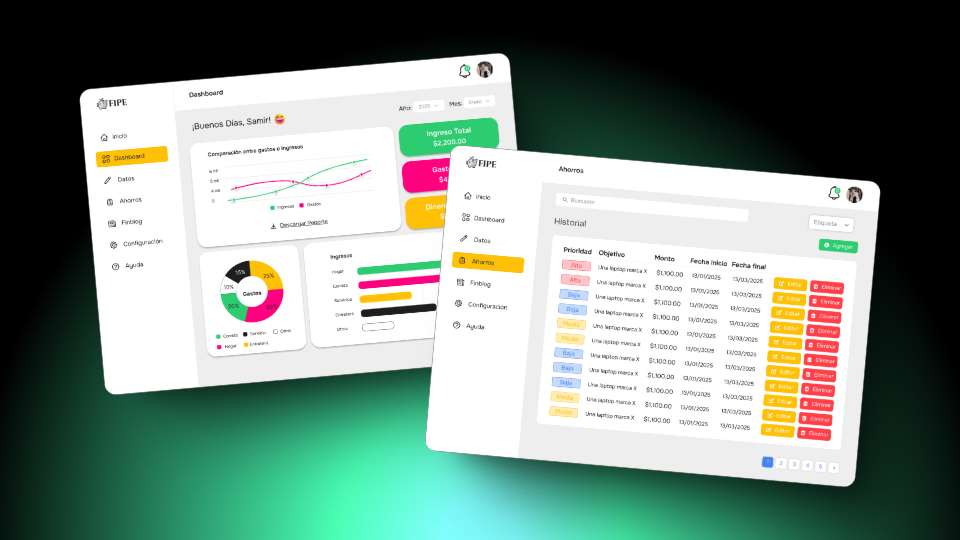 FIPE
Dashboard
Inicio
Dashboard
Datos
Ahorros
Finblog
Configuración
Ayuda
¡Buenos Dias, Samir! 😄
Año:
2025
Mes:
Enero
Comparación entre gastos e ingresos
0
Ingresos
Gastos
Descargar Reporte
Ingreso Total
$2,200.00
Gast
$4
Diner
Gastos
15%
25%
10%
20%
30%
Comida
Servicio
Otros
Hogar
Entretera
Ingresos
Hogar
Comida
Servicios
Entretera
Otros
FIPE
Ahorros
Inicio
Dashboard
Datos
Ahorros
Finblog
Configuración
Ayuda
Buscador
Historial
Etiqueta
Agregar
Prioridad Objetivo Monto Fecha inicio Fecha final
Alta Una laptop marca X $1,100.00 13/01/2025 13/03/2025 Editar Eliminar
Alta Una laptop marca X $1,100.00 13/01/2025 13/03/2025 Editar Eliminar
Baja Una laptop marca X $1,100.00 13/01/2025 13/03/2025 Editar Eliminar
Baja Una laptop marca X $1,100.00 13/01/2025 13/03/2025 Editar Eliminar
Media Una laptop marca X $1,100.00 13/01/2025 13/03/2025 Editar Eliminar
Media Una laptop marca X $1,100.00 13/01/2025 13/03/2025 Editar Eliminar
Baja Una laptop marca X $1,100.00 13/01/2025 13/03/2025 Editar Eliminar
Baja Una laptop marca X $1,100.00 13/01/2025 13/03/2025 Editar Eliminar
Baja Una laptop marca X $1,100.00 13/01/2025 13/03/2025 Editar Eliminar
Media Una laptop marca X $1,100.00 13/01/2025 13/03/2025 Editar Eliminar
Media Una laptop marca X $1,100.00 13/01/2025 13/03/2025 Editar Eliminar
1 2 3 4 5 ›